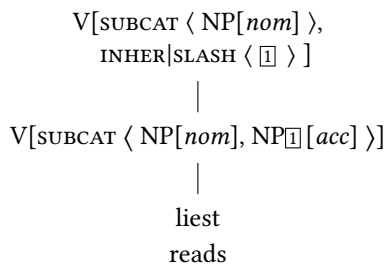 V[SUBCAT ⟨ NP[nom] ⟩,
INHER|SLASH ⟨ 1 ⟩ ]
V[SUBCAT ⟨ NP[nom], NP1 [acc] ⟩]
liest
reads